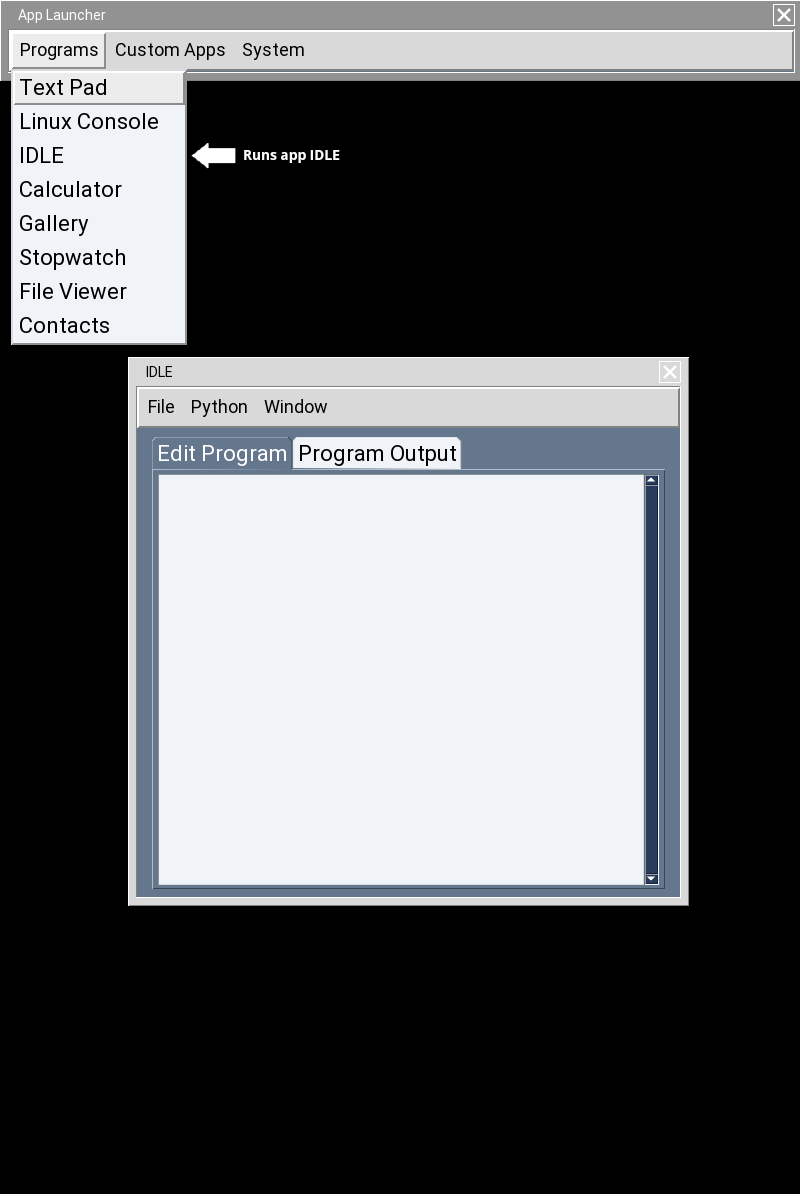 App Launcher
Programs Custom Apps System
Text Pad
Linux Console
IDLE
Runs app IDLE
Calculator
Gallery
Stopwatch
File Viewer
Contacts
IDLE
File Python Window
Edit Program Program Output